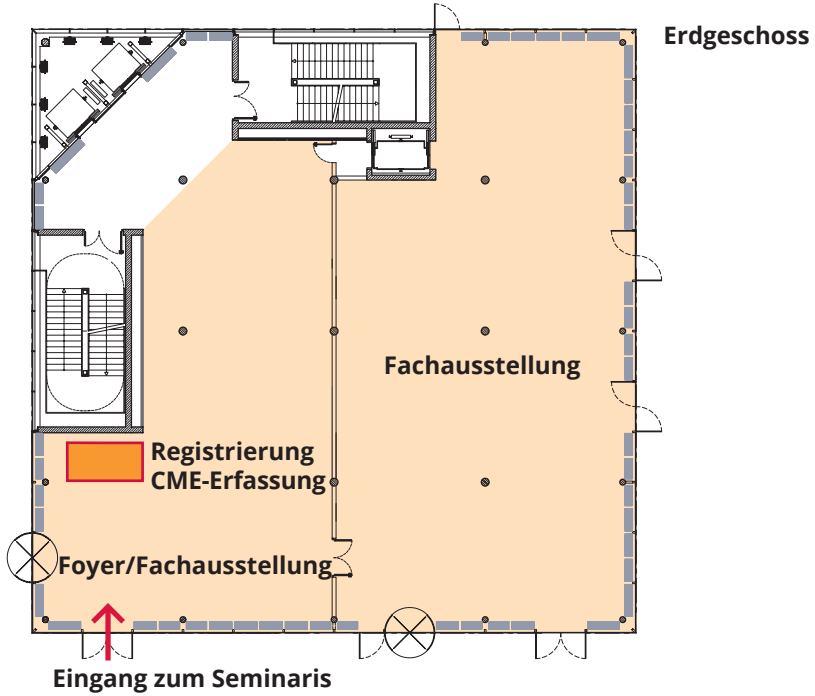 Erdgeschoss
Fachausstellung
Registrierung
CME-Erfassung
Foyer/Fachausstellung
Eingang zum Seminaris